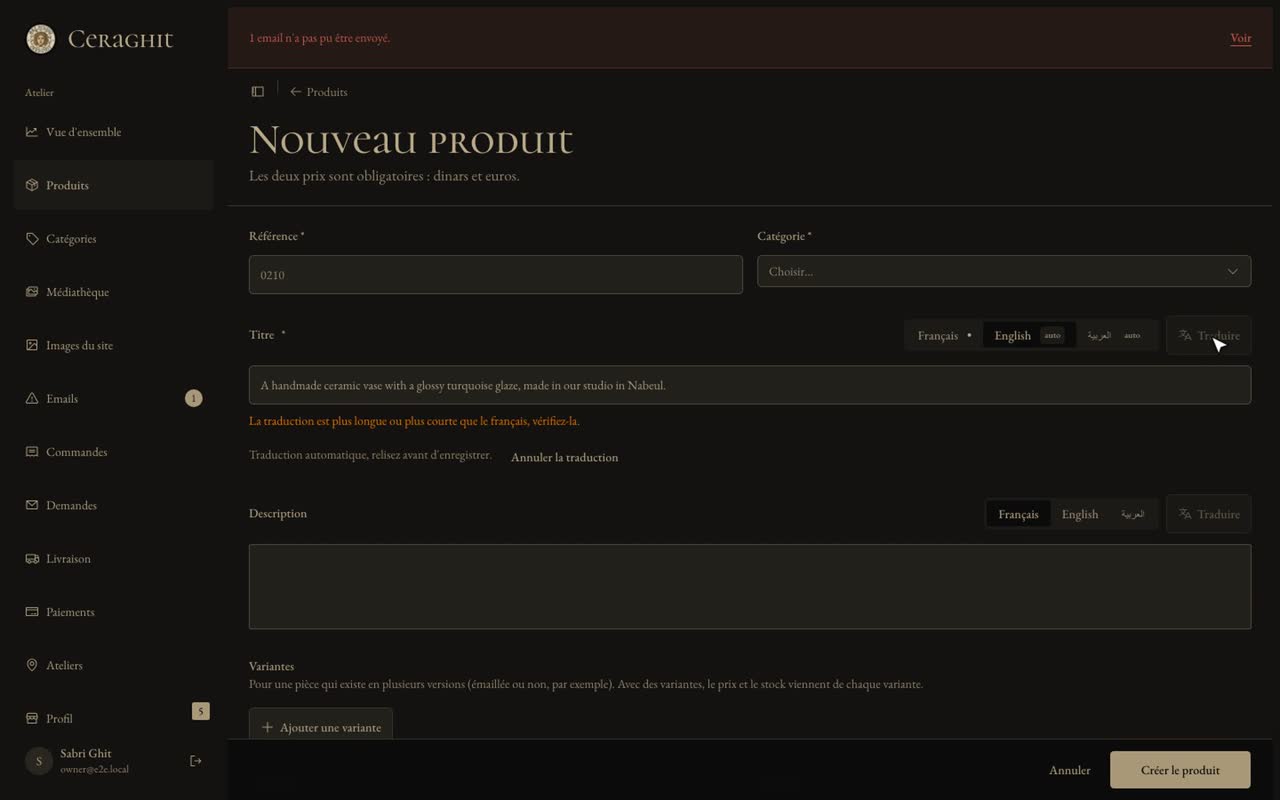 Ceraghit
1 email n'a pas pu être envoyé.
Voir
Atelier
Produits
Vue d'ensemble
Nouveau produit
Les deux prix sont obligatoires : dinars et euros.
Produits
Référence *
Catégorie *
Catégories
0210
Choisir...
Médiathèque
Titre *
Français •
English auto
العربية auto
Traduire
Images du site
A handmade ceramic vase with a glossy turquoise glaze, made in our studio in Nabeul.
Emails
1
La traduction est plus longue ou plus courte que le français, vérifiez-la.
Commandes
Traduction automatique, relisez avant d'enregistrer.
Annuler la traduction
Demandes
Description
Français
English
العربية
Traduire
Livraison
Paiements
Ateliers
Variantes
Pour une pièce qui existe en plusieurs versions (émaillée ou non, par exemple). Avec des variantes, le prix et le stock viennent de chaque variante.
Profil
5
Ajouter une variante
S
Sabri Ghit
owner@e2e.local
Annuler
Créer le produit